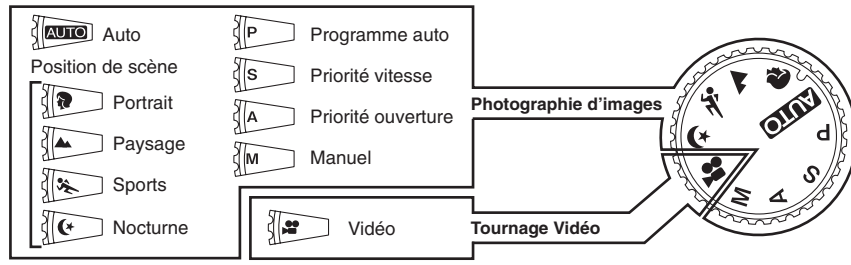 AUTO Auto
Position de scène
Portrait
Paysage
Sports
Nocturne
P Programme auto
S Priorité vitesse
A Priorité ouverture
M Manuel
Vidéo
Photographie d'images
Tournage Vidéo
AUTO
P
S
A
M